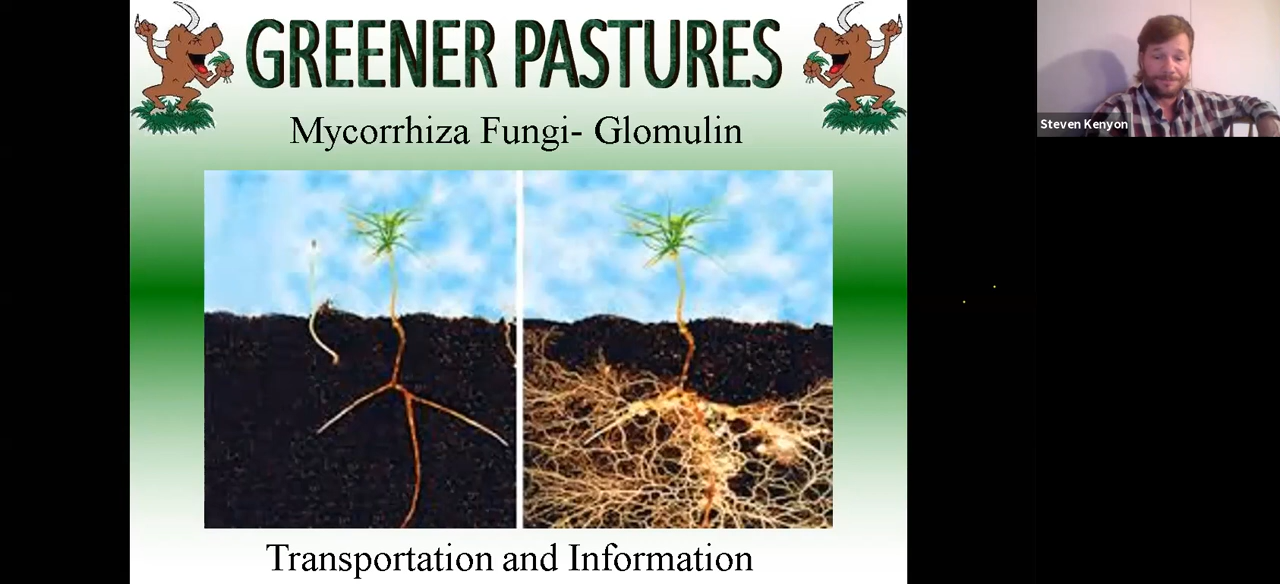 GREENER PASTURES
Mycorrhiza Fungi- Glomulin
Steven Kenyon
Transportation and Information